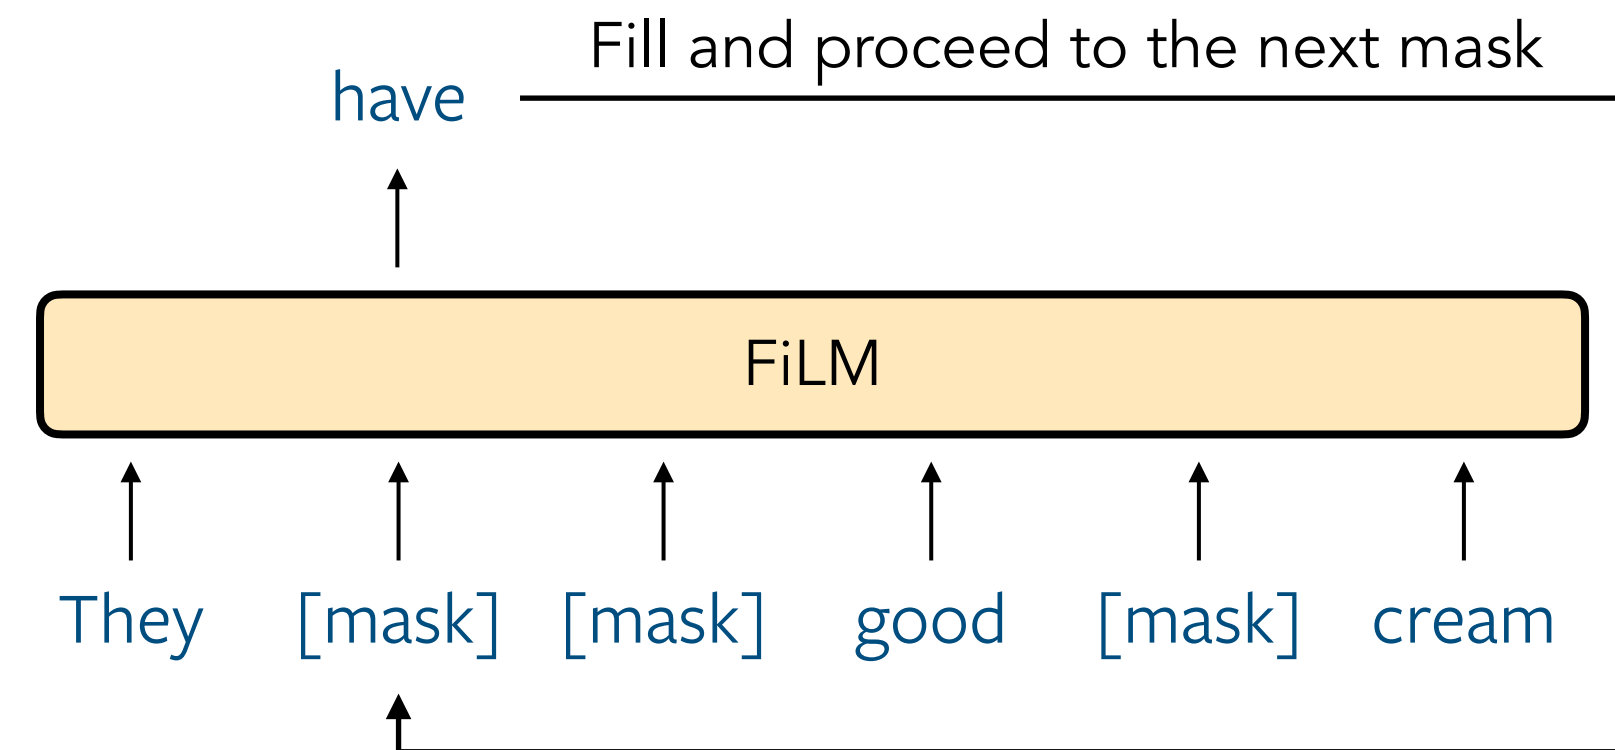 Fill and proceed to the next mask
have
FiLM
They [mask] [mask] good [mask] cream